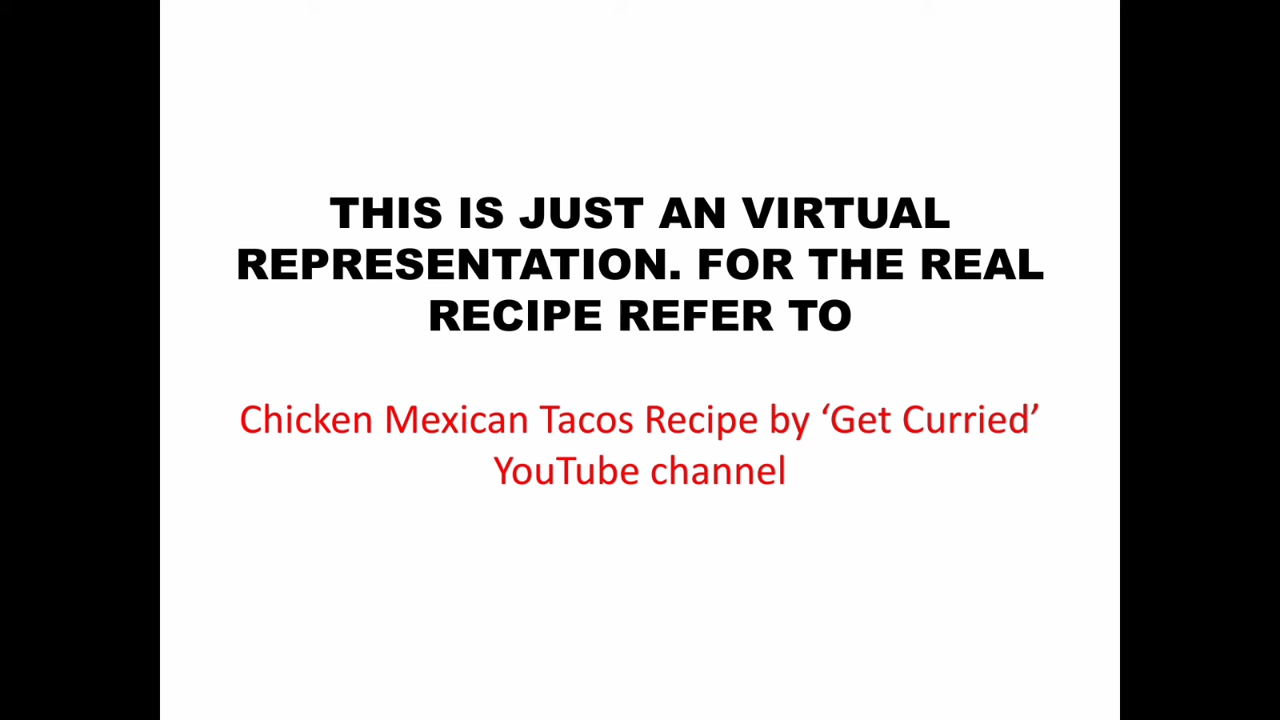 THIS IS JUST AN VIRTUAL
REPRESENTATION. FOR THE REAL
RECIPE REFER TO
Chicken Mexican Tacos Recipe by ‘Get Curried’
YouTube channel